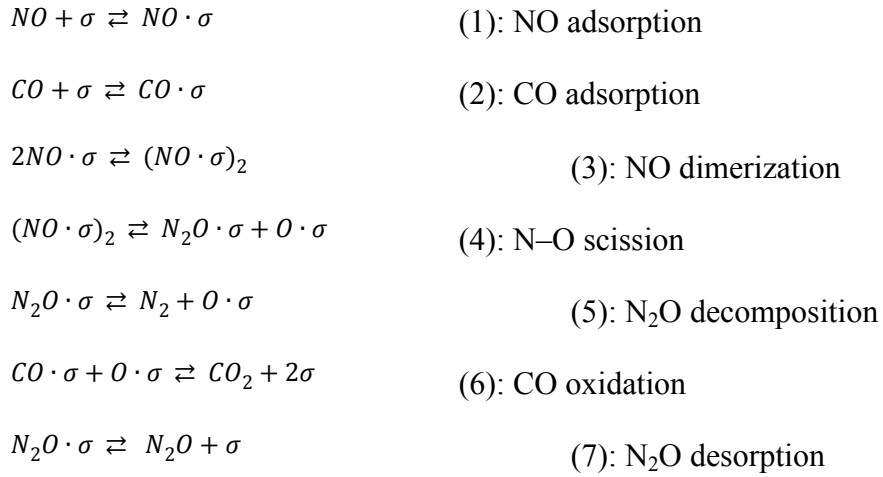 NO + σ ⇄ NO · σ (1): NO adsorption
CO + σ ⇄ CO · σ (2): CO adsorption
2NO · σ ⇄ (NO · σ)₂ (3): NO dimerization
(NO · σ)₂ ⇄ N₂O · σ + O · σ (4): N–O scission
N₂O · σ ⇄ N₂ + O · σ (5): N₂O decomposition
CO · σ + O · σ ⇄ CO₂ + 2σ (6): CO oxidation
N₂O · σ ⇄ N₂O + σ (7): N₂O desorption